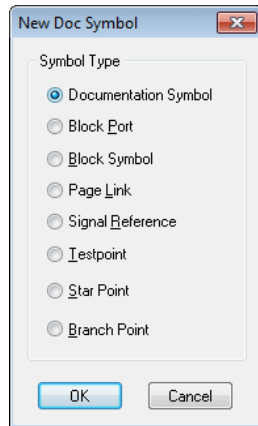 New Doc Symbol
Symbol Type
Documentation Symbol
Block Port
Block Symbol
Page Link
Signal Reference
Testpoint
Star Point
Branch Point
OK Cancel